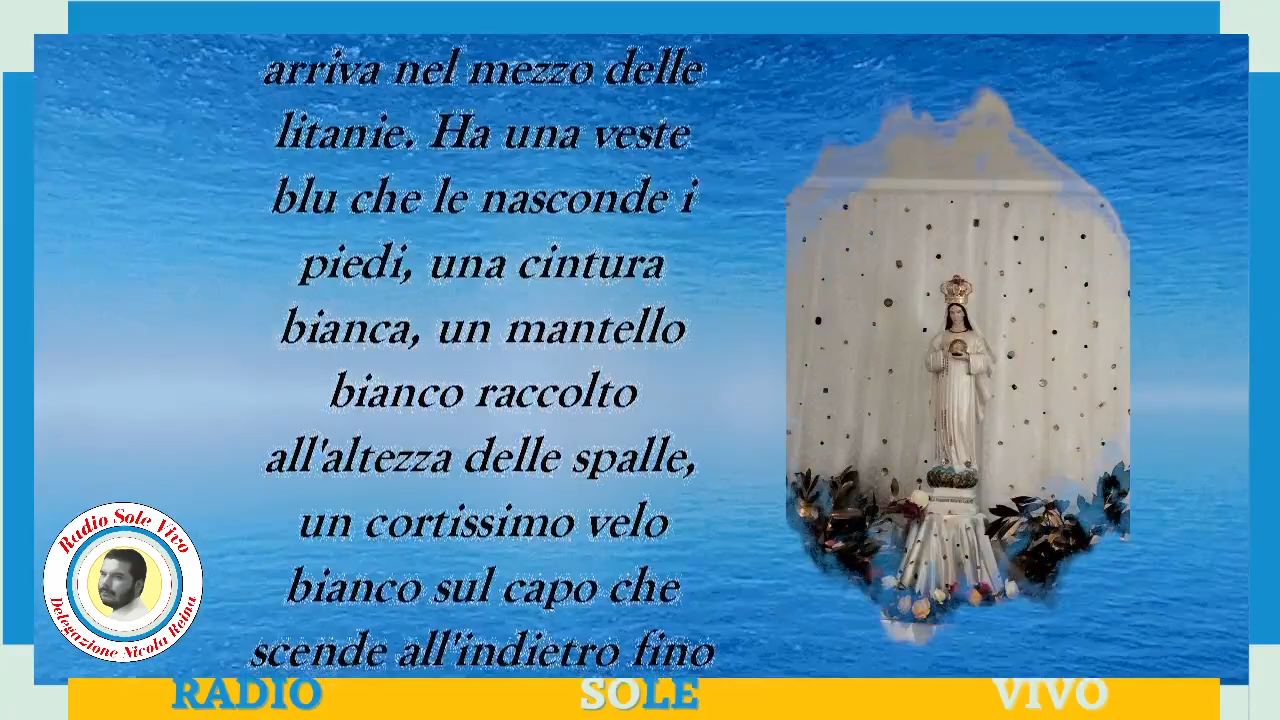 arriva nel mezzo delle
litanie. Ha una veste
blu che le nasconde i
piedi, una cintura
bianca, un mantello
bianco raccolto
all'altezza delle spalle,
un cortissimo velo
bianco sul capo che
scende all'indietro fino
Radio Sole Vivo
Delegazione Nicola Reina
RADIO SOLE VIVO